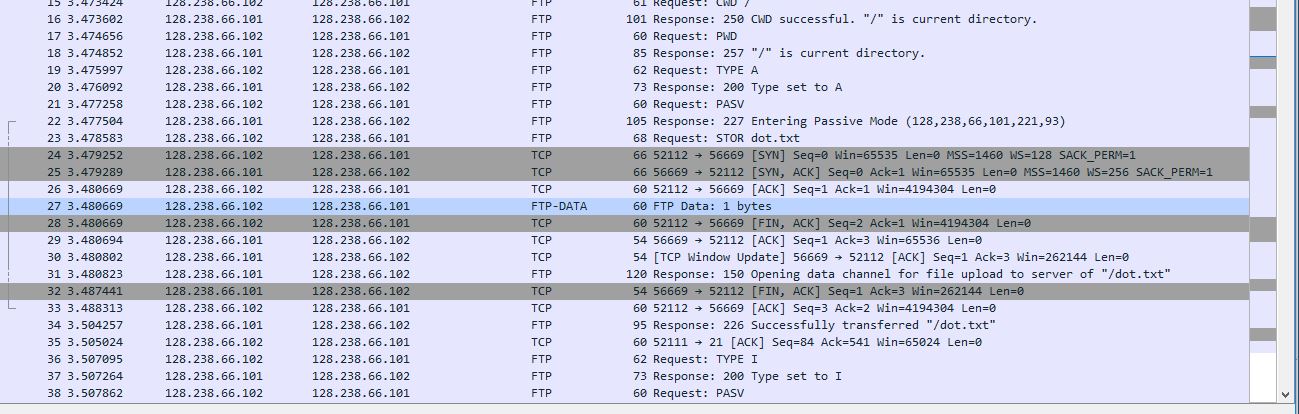 15 3.473424 128.238.66.102 128.238.66.101 FTP 61 Request: CWD /
16 3.473602 128.238.66.101 128.238.66.102 FTP 101 Response: 250 CWD successful. "/" is current directory.
17 3.474656 128.238.66.102 128.238.66.101 FTP 60 Request: PWD
18 3.474852 128.238.66.101 128.238.66.102 FTP 85 Response: 257 "/" is current directory.
19 3.475997 128.238.66.102 128.238.66.101 FTP 62 Request: TYPE A
20 3.476092 128.238.66.101 128.238.66.102 FTP 73 Response: 200 Type set to A
21 3.477258 128.238.66.102 128.238.66.101 FTP 60 Request: PASV
22 3.477504 128.238.66.101 128.238.66.102 FTP 105 Response: 227 Entering Passive Mode (128,238,66,101,221,93)
23 3.478583 128.238.66.102 128.238.66.101 FTP 68 Request: STOR dot.txt
24 3.479252 128.238.66.102 128.238.66.101 TCP 66 52112 → 56669 [SYN] Seq=0 Win=65535 Len=0 MSS=1460 WS=128 SACK_PERM=1
25 3.479289 128.238.66.101 128.238.66.102 TCP 66 56669 → 52112 [SYN, ACK] Seq=0 Ack=1 Win=65535 Len=0 MSS=1460 WS=256 SACK_PERM=1
26 3.480669 128.238.66.102 128.238.66.101 TCP 60 52112 → 56669 [ACK] Seq=1 Ack=1 Win=4194304 Len=0
27 3.480669 128.238.66.102 128.238.66.101 FTP-DATA 60 FTP Data: 1 bytes
28 3.480669 128.238.66.102 128.238.66.101 TCP 60 52112 → 56669 [FIN, ACK] Seq=2 Ack=1 Win=4194304 Len=0
29 3.480694 128.238.66.101 128.238.66.102 TCP 54 56669 → 52112 [ACK] Seq=1 Ack=3 Win=65536 Len=0
30 3.480802 128.238.66.101 128.238.66.102 TCP 54 [TCP Window Update] 56669 → 52112 [ACK] Seq=1 Ack=3 Win=262144 Len=0
31 3.480823 128.238.66.101 128.238.66.102 FTP 120 Response: 150 Opening data channel for file upload to server of "/dot.txt"
32 3.487441 128.238.66.101 128.238.66.102 TCP 54 56669 → 52112 [FIN, ACK] Seq=1 Ack=3 Win=262144 Len=0
33 3.488313 128.238.66.102 128.238.66.101 TCP 60 52112 → 56669 [ACK] Seq=3 Ack=2 Win=4194304 Len=0
34 3.504257 128.238.66.101 128.238.66.102 FTP 95 Response: 226 Successfully transferred "/dot.txt"
35 3.505024 128.238.66.102 128.238.66.101 TCP 60 52111 → 21 [ACK] Seq=84 Ack=541 Win=65024 Len=0
36 3.507095 128.238.66.102 128.238.66.101 FTP 62 Request: TYPE I
37 3.507264 128.238.66.101 128.238.66.102 FTP 73 Response: 200 Type set to I
38 3.507862 128.238.66.102 128.238.66.101 FTP 60 Request: PASV